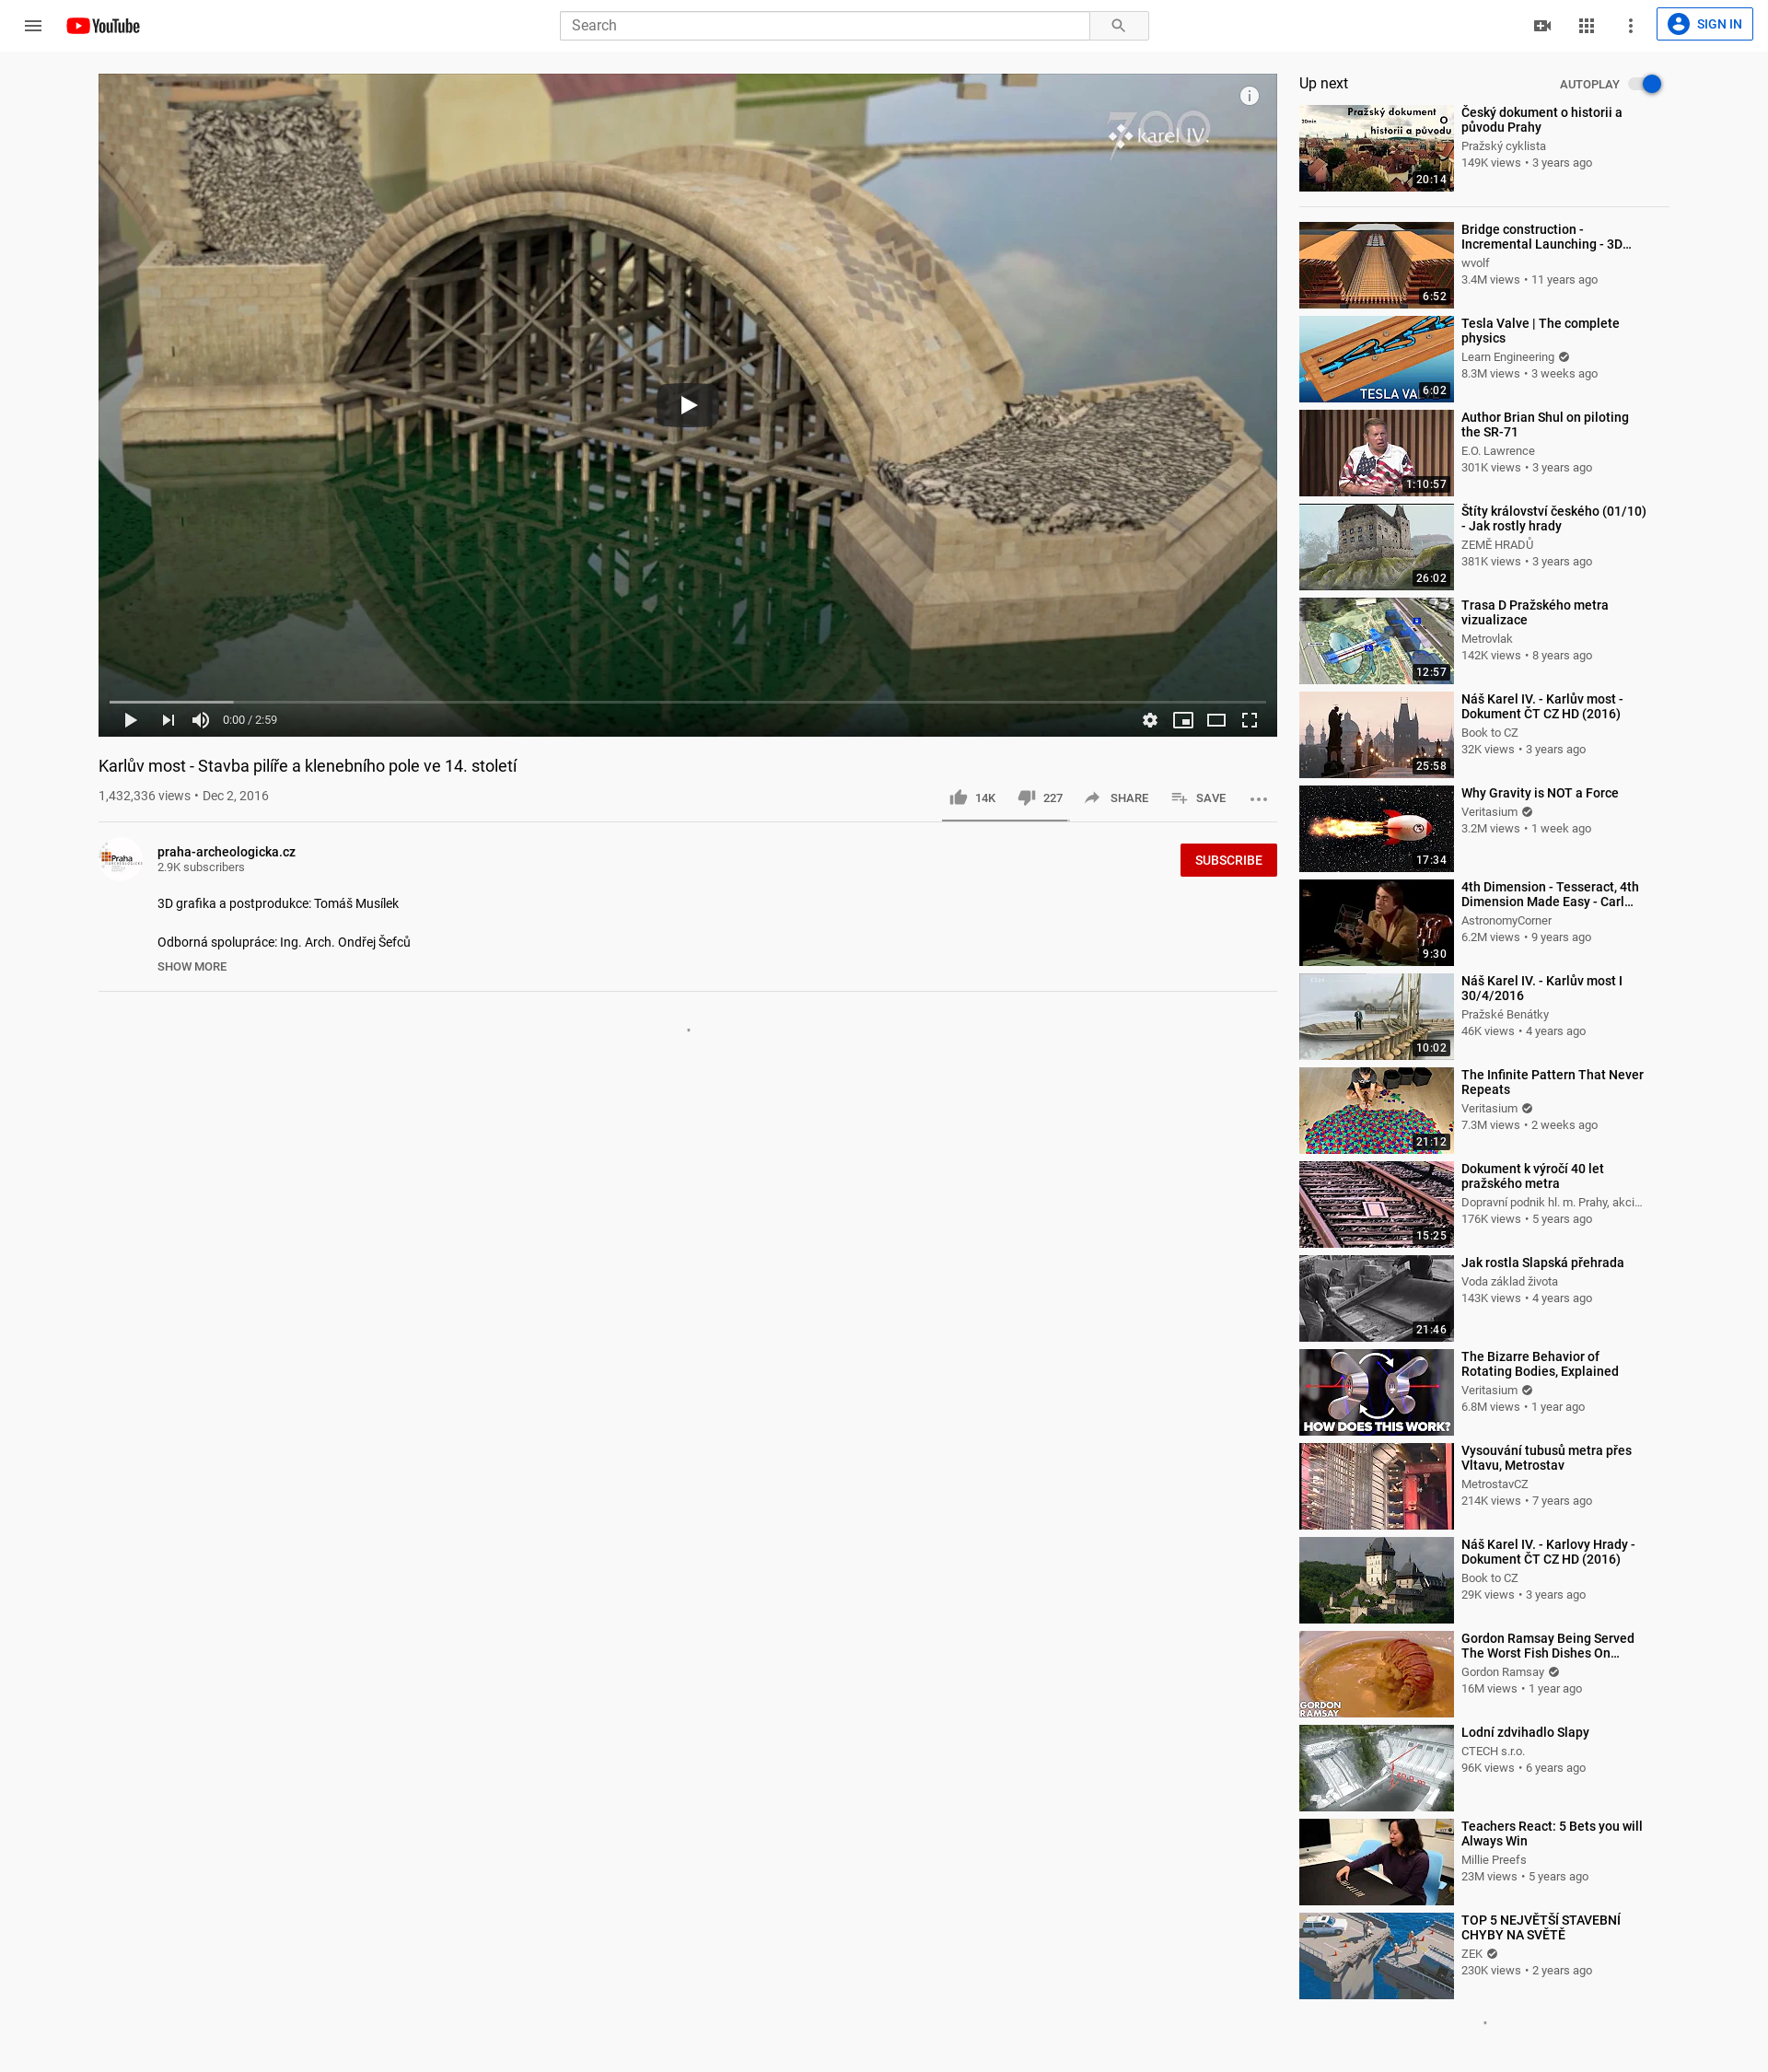 YouTube
Search
SIGN IN
700
karel IV.
0:00 / 2:59
Karlův most - Stavba pilíře a klenebního pole ve 14. století
1,432,336 views • Dec 2, 2016
14K
227
SHARE
SAVE
praha-archeologicka.cz
2.9K subscribers
SUBSCRIBE
Praha
3D grafika a postprodukce: Tomáš Musílek
Odborná spolupráce: Ing. Arch. Ondřej Šefců
SHOW MORE
Up next
AUTOPLAY
Pražský dokument
O
20min
historii a původu
20:14
Český dokument o historii a
původu Prahy
Pražský cyklista
149K views • 3 years ago
6:52
Bridge construction -
Incremental Launching - 3D...
wvolf
3.4M views • 11 years ago
TESLA VA
6:02
Tesla Valve | The complete
physics
Learn Engineering
8.3M views • 3 weeks ago
1:10:57
Author Brian Shul on piloting
the SR-71
E.O. Lawrence
301K views • 3 years ago
26:02
Štíty království českého (01/10)
- Jak rostly hrady
ZEMĚ HRADŮ
381K views • 3 years ago
12:57
Trasa D Pražského metra
vizualizace
Metrovlak
142K views • 8 years ago
25:58
Náš Karel IV. - Karlův most -
Dokument ČT CZ HD (2016)
Book to CZ
32K views • 3 years ago
17:34
Why Gravity is NOT a Force
Veritasium
3.2M views • 1 week ago
9:30
4th Dimension - Tesseract, 4th
Dimension Made Easy - Carl...
AstronomyCorner
6.2M views • 9 years ago
10:02
Náš Karel IV. - Karlův most I
30/4/2016
Pražské Benátky
46K views • 4 years ago
21:12
The Infinite Pattern That Never
Repeats
Veritasium
7.3M views • 2 weeks ago
15:25
Dokument k výročí 40 let
pražského metra
Dopravní podnik hl. m. Prahy, akci...
176K views • 5 years ago
21:46
Jak rostla Slapská přehrada
Voda základ života
143K views • 4 years ago
HOW DOES THIS WORK?
The Bizarre Behavior of
Rotating Bodies, Explained
Veritasium
6.8M views • 1 year ago
Vysouvání tubusů metra přes
Vltavu, Metrostav
MetrostavCZ
214K views • 7 years ago
Náš Karel IV. - Karlovy Hrady -
Dokument ČT CZ HD (2016)
Book to CZ
29K views • 3 years ago
GORDON
RAMSAY
Gordon Ramsay Being Served
The Worst Fish Dishes On...
Gordon Ramsay
16M views • 1 year ago
Lodní zdvihadlo Slapy
CTECH s.r.o.
96K views • 6 years ago
Teachers React: 5 Bets you will
Always Win
Millie Preefs
23M views • 5 years ago
TOP 5 NEJVĚTŠÍ STAVEBNÍ
CHYBY NA SVĚTĚ
ZEK
230K views • 2 years ago